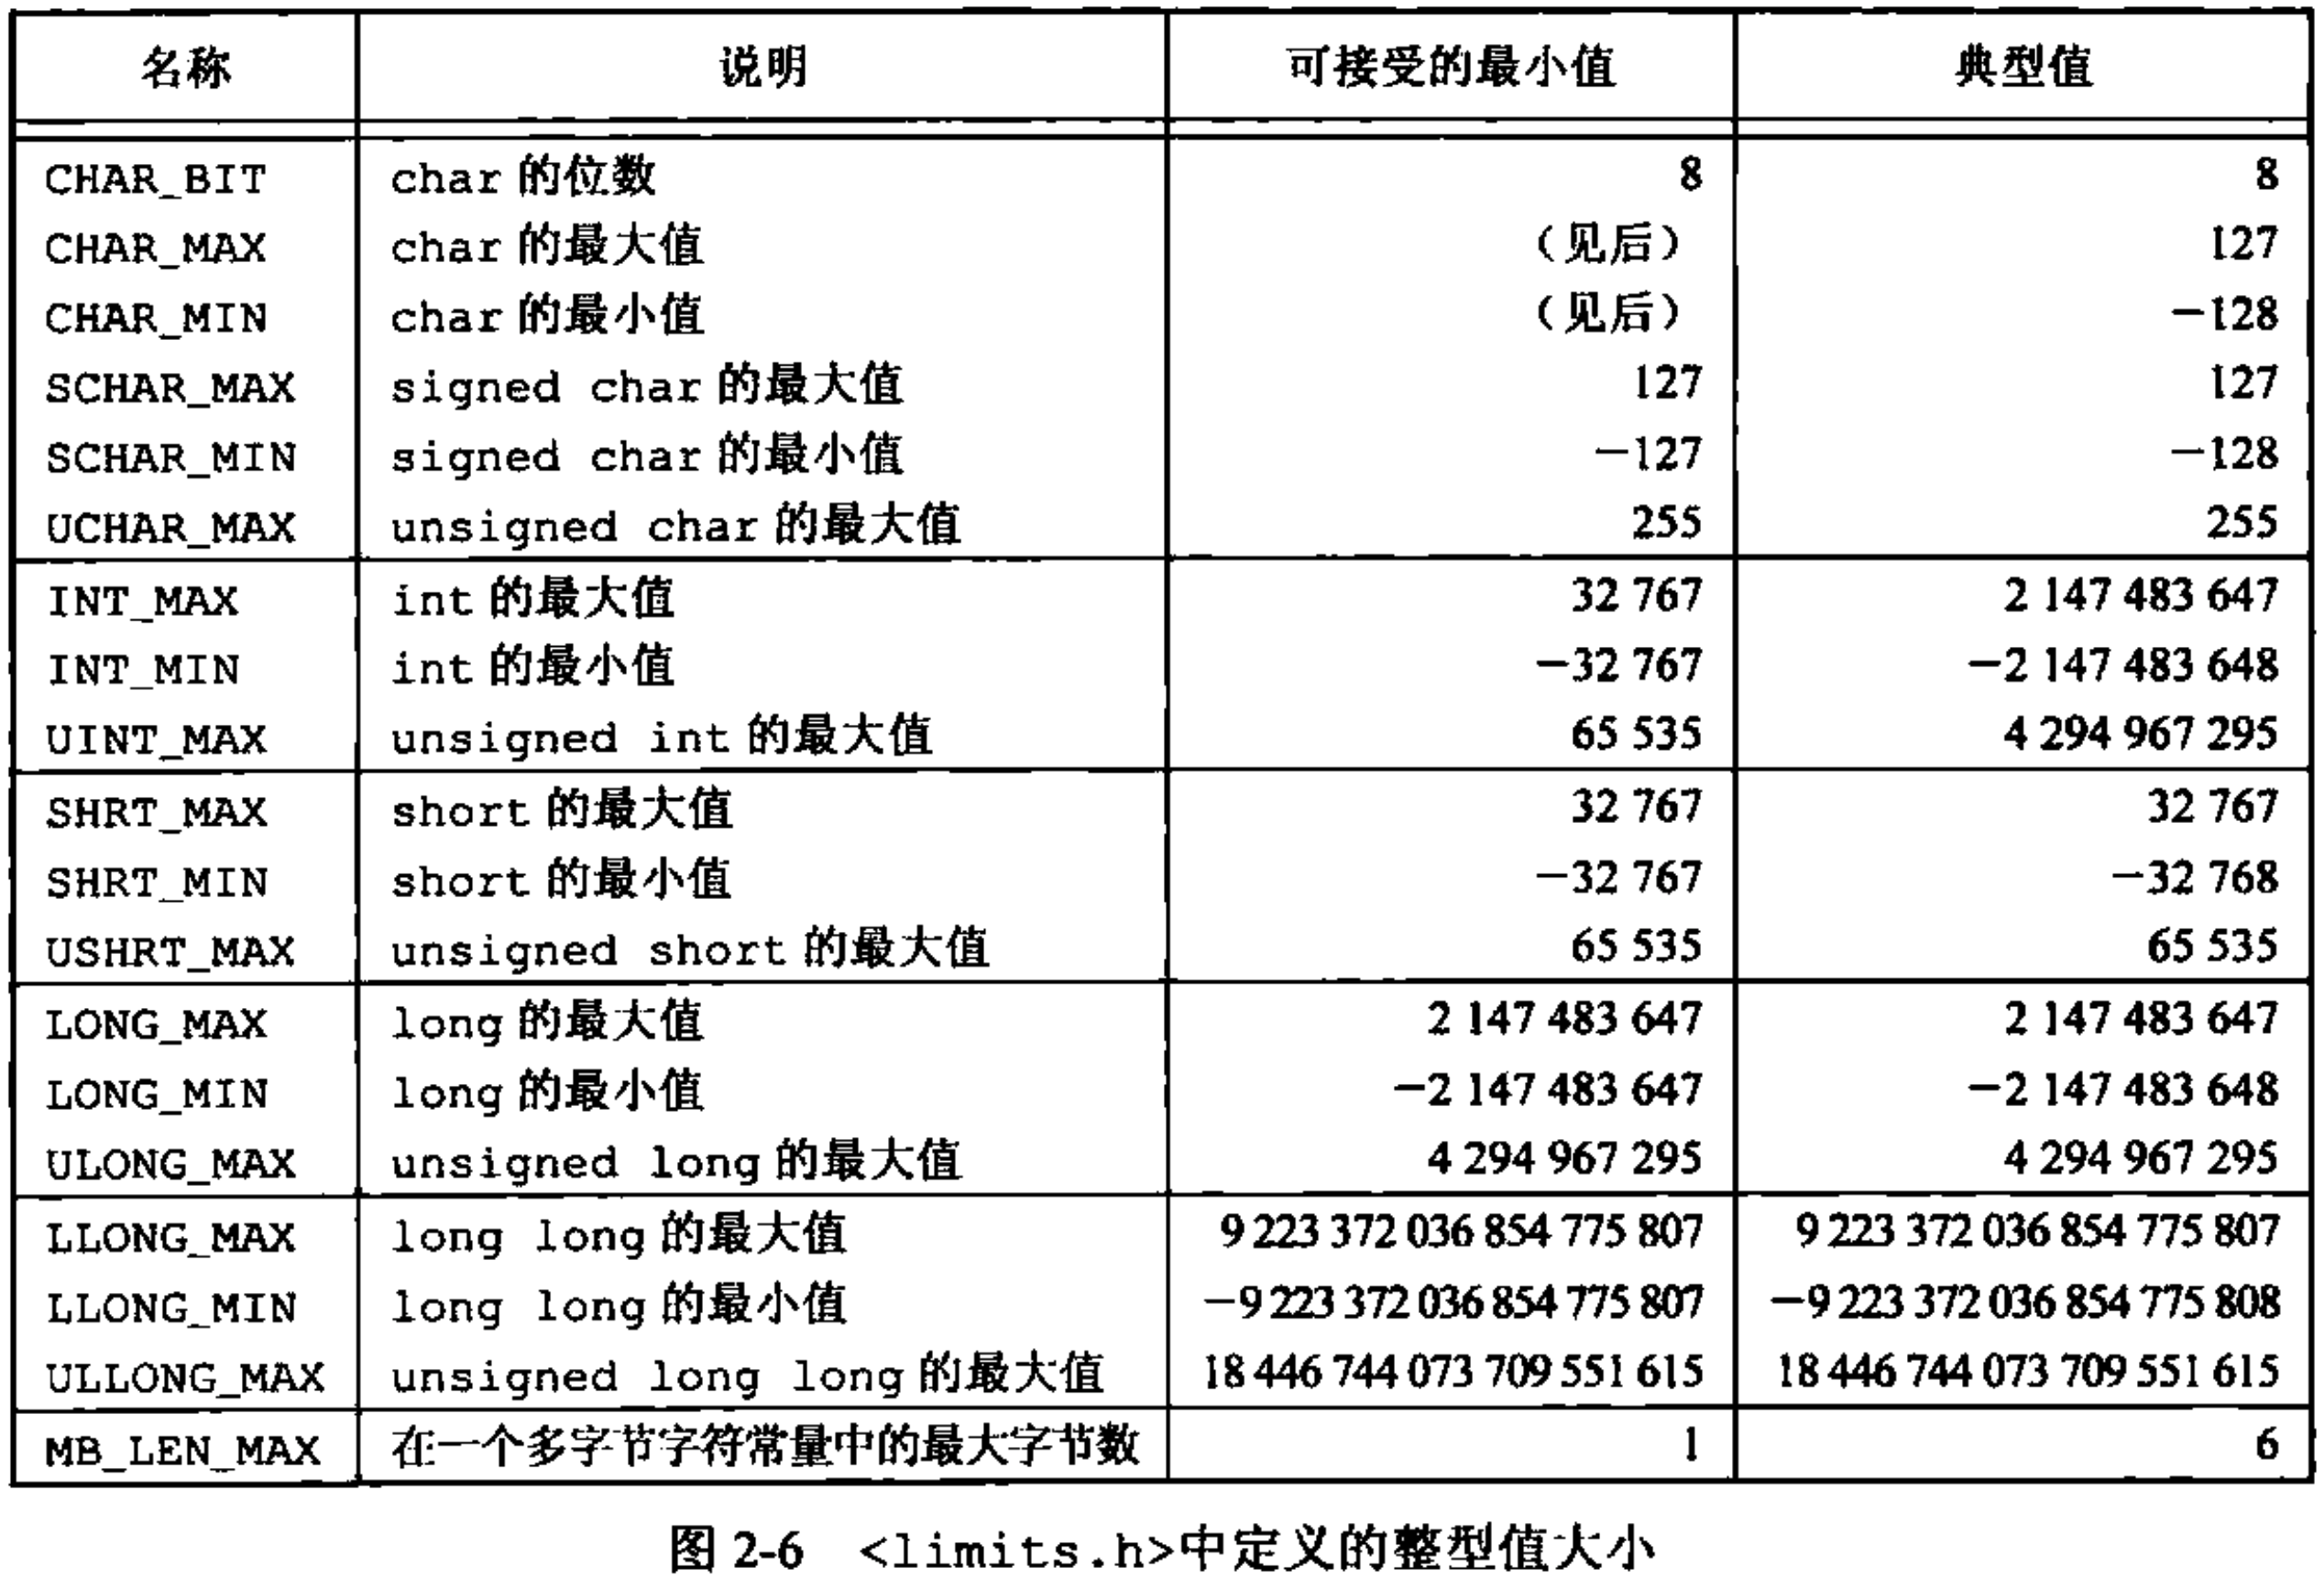 名称 说明 可接受的最小值 典型值
CHAR_BIT char 的位数 8 8
CHAR_MAX char 的最大值 （见后） 127
CHAR_MIN char 的最小值 （见后） −128
SCHAR_MAX signed char 的最大值 127 127
SCHAR_MIN signed char 的最小值 −127 −128
UCHAR_MAX unsigned char 的最大值 255 255
INT_MAX int 的最大值 32 767 2 147 483 647
INT_MIN int 的最小值 −32 767 −2 147 483 648
UINT_MAX unsigned int 的最大值 65 535 4 294 967 295
SHRT_MAX short 的最大值 32 767 32 767
SHRT_MIN short 的最小值 −32 767 −32 768
USHRT_MAX unsigned short 的最大值 65 535 65 535
LONG_MAX long 的最大值 2 147 483 647 2 147 483 647
LONG_MIN long 的最小值 −2 147 483 647 −2 147 483 648
ULONG_MAX unsigned long 的最大值 4 294 967 295 4 294 967 295
LLONG_MAX long long 的最大值 9 223 372 036 854 775 807 9 223 372 036 854 775 807
LLONG_MIN long long 的最小值 −9 223 372 036 854 775 807 −9 223 372 036 854 775 808
ULLONG_MAX unsigned long long 的最大值 18 446 744 073 709 551 615 18 446 744 073 709 551 615
MB_LEN_MAX 在一个多字节字符常量中的最大字节数 1 6
图 2-6 <limits.h>中定义的整型值大小